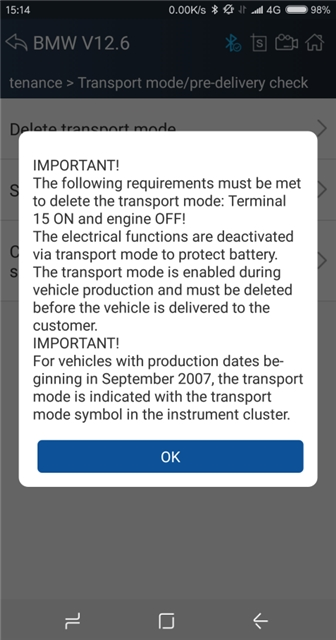 15:14
0.00K/s
4G
98%
BMW V12.6
S
tenance > Transport mode/pre-delivery check
Delete transport mode
S
C
s
IMPORTANT!
The following requirements must be met
to delete the transport mode: Terminal
15 ON and engine OFF!
The electrical functions are deactivated
via transport mode to protect battery.
The transport mode is enabled during
vehicle production and must be deleted
before the vehicle is delivered to the
customer.
IMPORTANT!
For vehicles with production dates be-
ginning in September 2007, the transport
mode is indicated with the transport
mode symbol in the instrument cluster.
OK